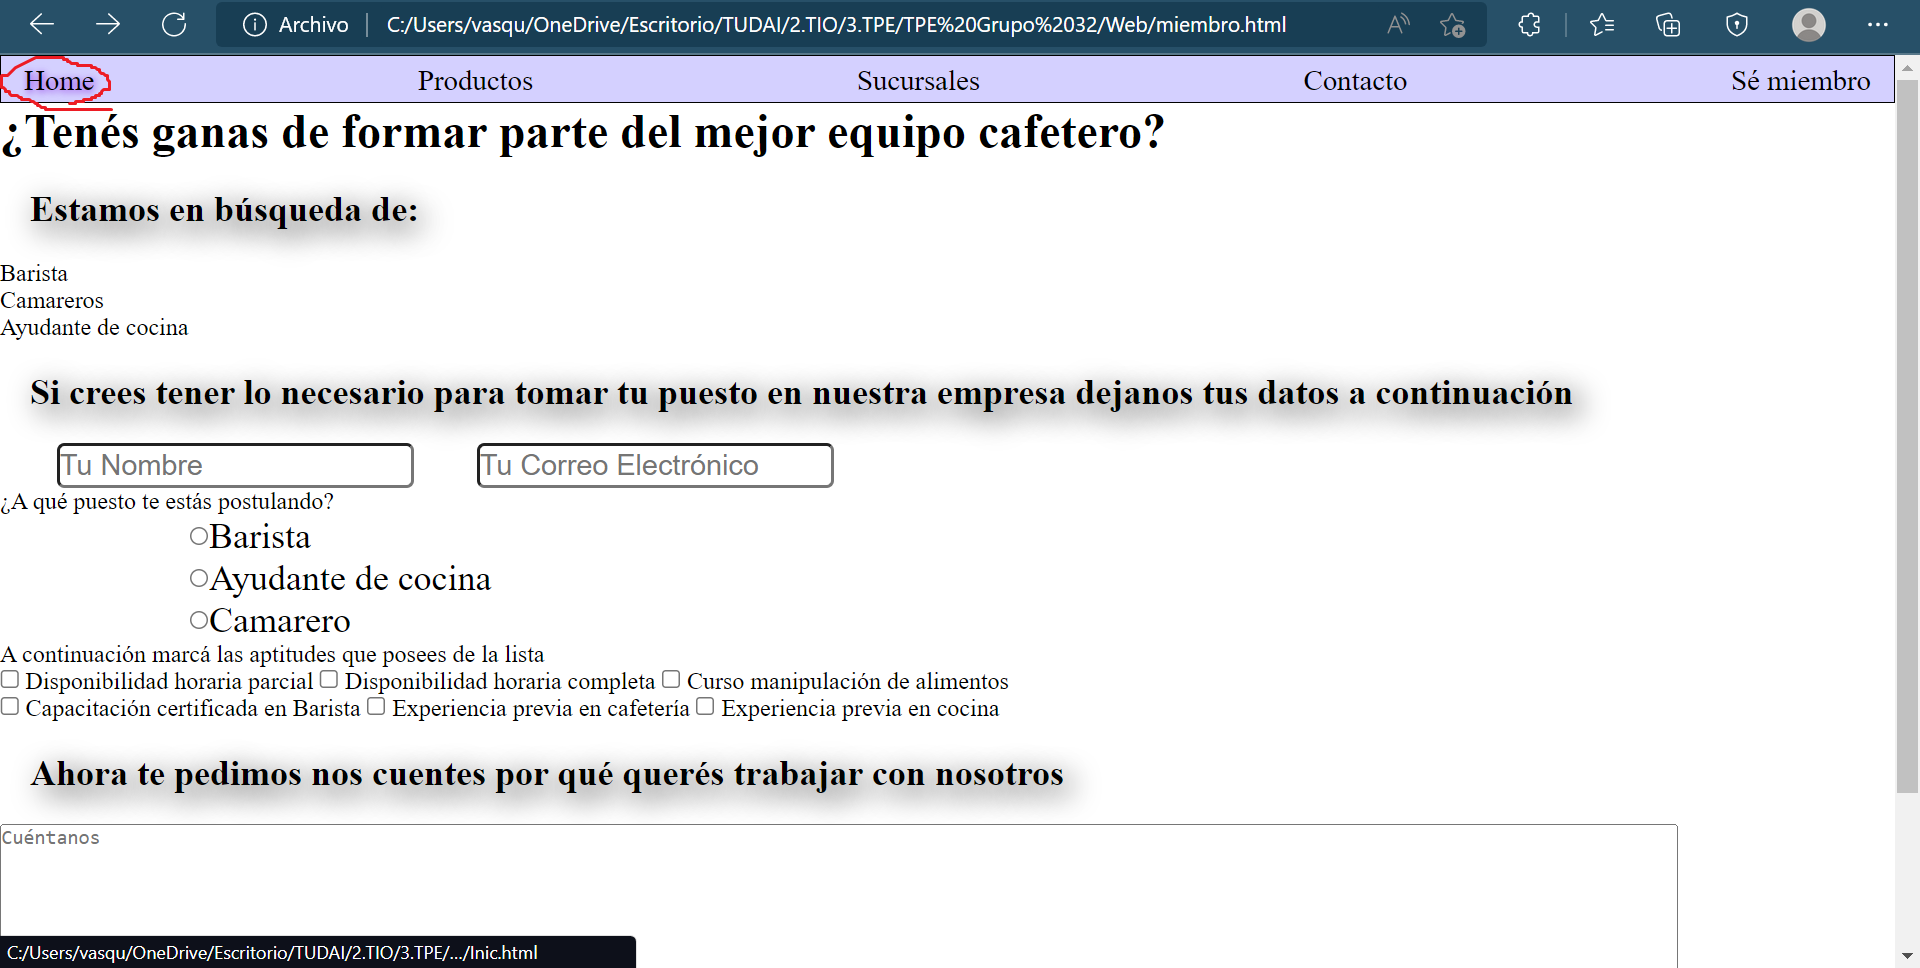 Archivo C:/Users/vasqu/OneDrive/Escritorio/TUDAI/2.TIO/3.TPE/TPE%20Grupo%2032/Web/miembro.html
Home Productos Sucursales Contacto Sé miembro
¿Tenés ganas de formar parte del mejor equipo cafetero?
Estamos en búsqueda de:
Barista
Camareros
Ayudante de cocina
Si crees tener lo necesario para tomar tu puesto en nuestra empresa dejanos tus datos a continuación
Tu Nombre Tu Correo Electrónico
¿A qué puesto te estás postulando?
Barista
Ayudante de cocina
Camarero
A continuación marcá las aptitudes que posees de la lista
Disponibilidad horaria parcial Disponibilidad horaria completa Curso manipulación de alimentos
Capacitación certificada en Barista Experiencia previa en cafetería Experiencia previa en cocina
Ahora te pedimos nos cuentes por qué querés trabajar con nosotros
Cuéntanos
C:/Users/vasqu/OneDrive/Escritorio/TUDAI/2.TIO/3.TPE/.../Inic.html